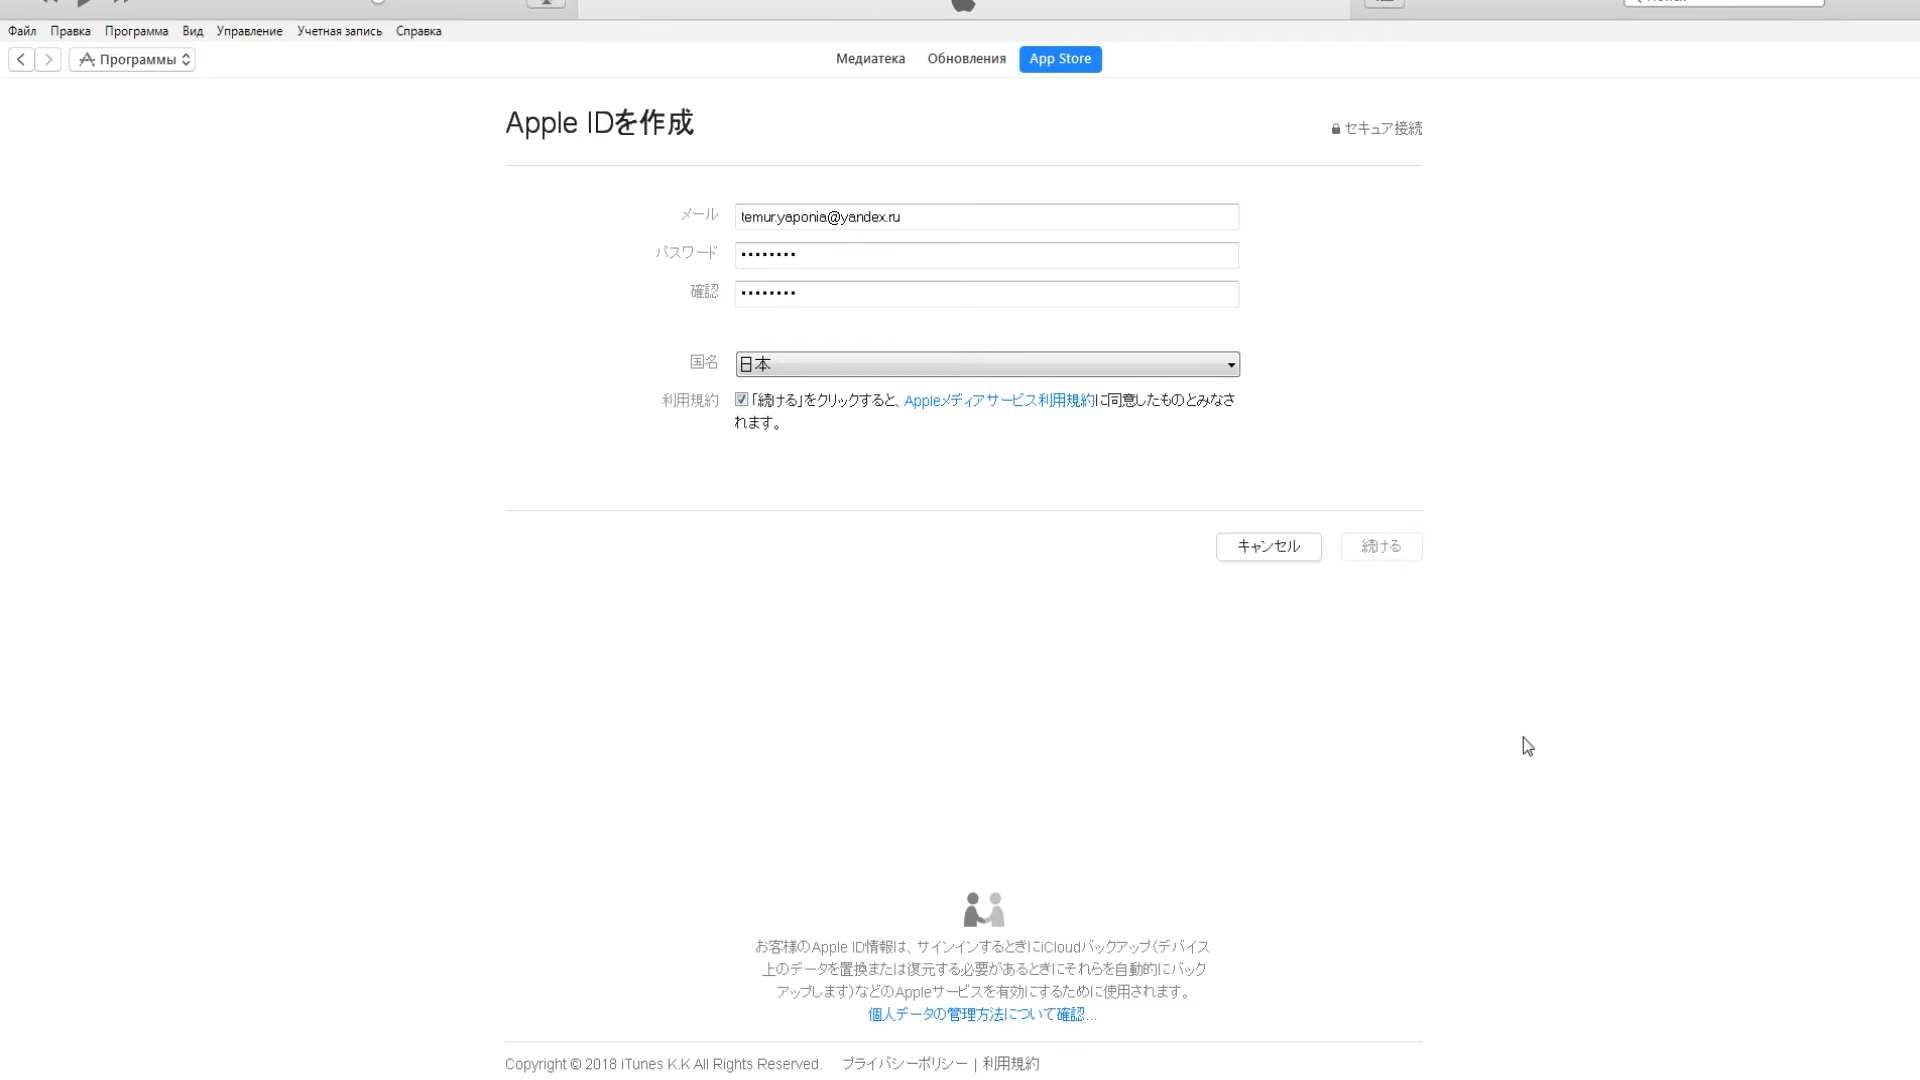 Файл Правка Программа Вид Управление Учетная запись Справка
Программы Медиатека Обновления App Store
Apple IDを作成
セキュア接続
メール temur.yaponia@yandex.ru
パスワード ••••••••
確認 ••••••••
国名 日本
利用規約 「続ける」をクリックすると、Appleメディアサービス利用規約に同意したものとみなさ
れます。
キャンセル 続ける
お客様のApple ID情報は、サインインするときにiCloudバックアップ(デバイス
上のデータを置換または復元する必要があるときにそれらを自動的にバック
アップします)などのAppleサービスを有効にするために使用されます。
個人データの管理方法について確認...
Copyright © 2018 iTunes K.K All Rights Reserved. プライバシーポリシー | 利用規約